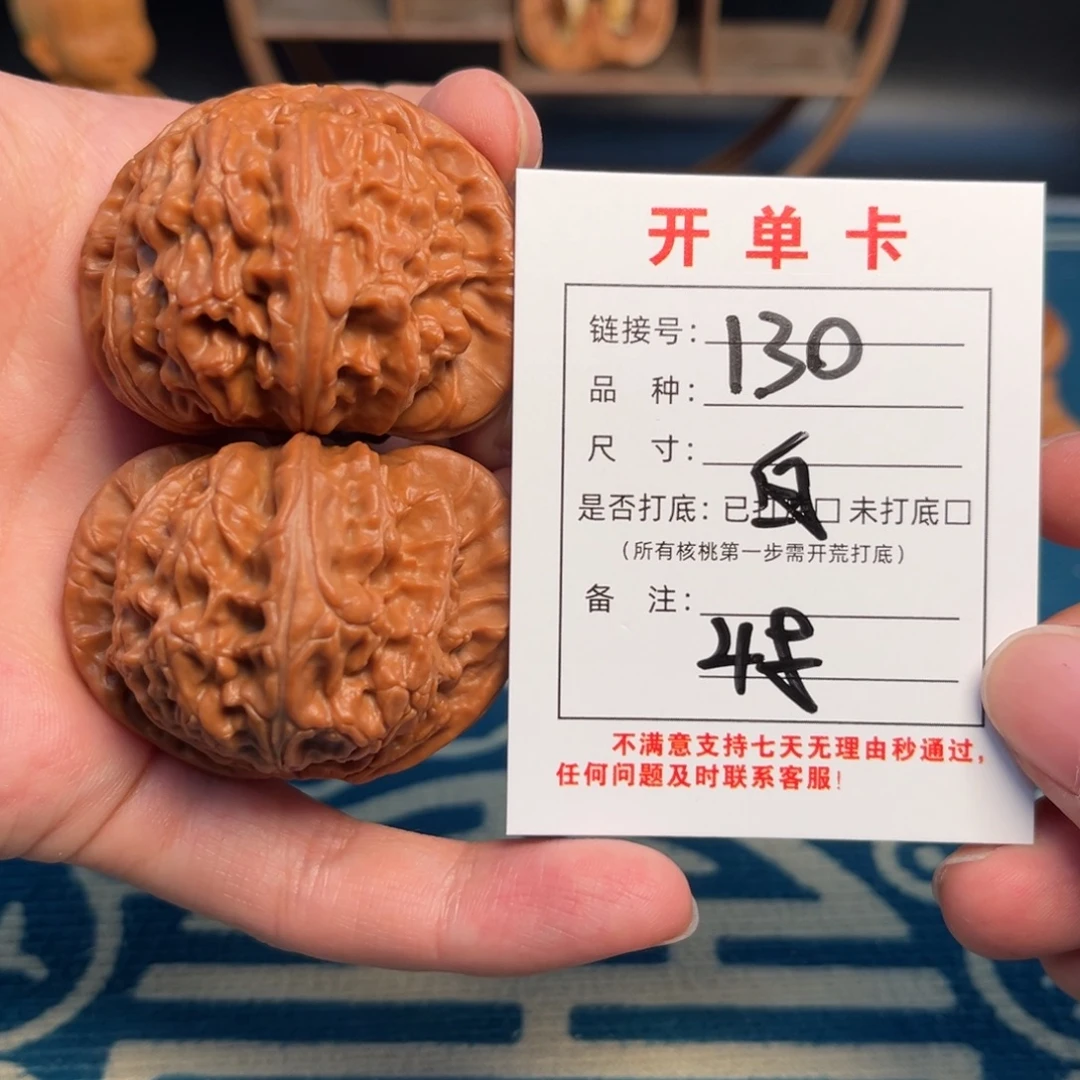 开单卡
链接号：130
品 种：
尺 寸：
是否打底：已打底□ 未打底□
（所有核桃第一步需开荒打底）
备 注：
不满意支持七天无理由秒通过，
任何问题及时联系客服！